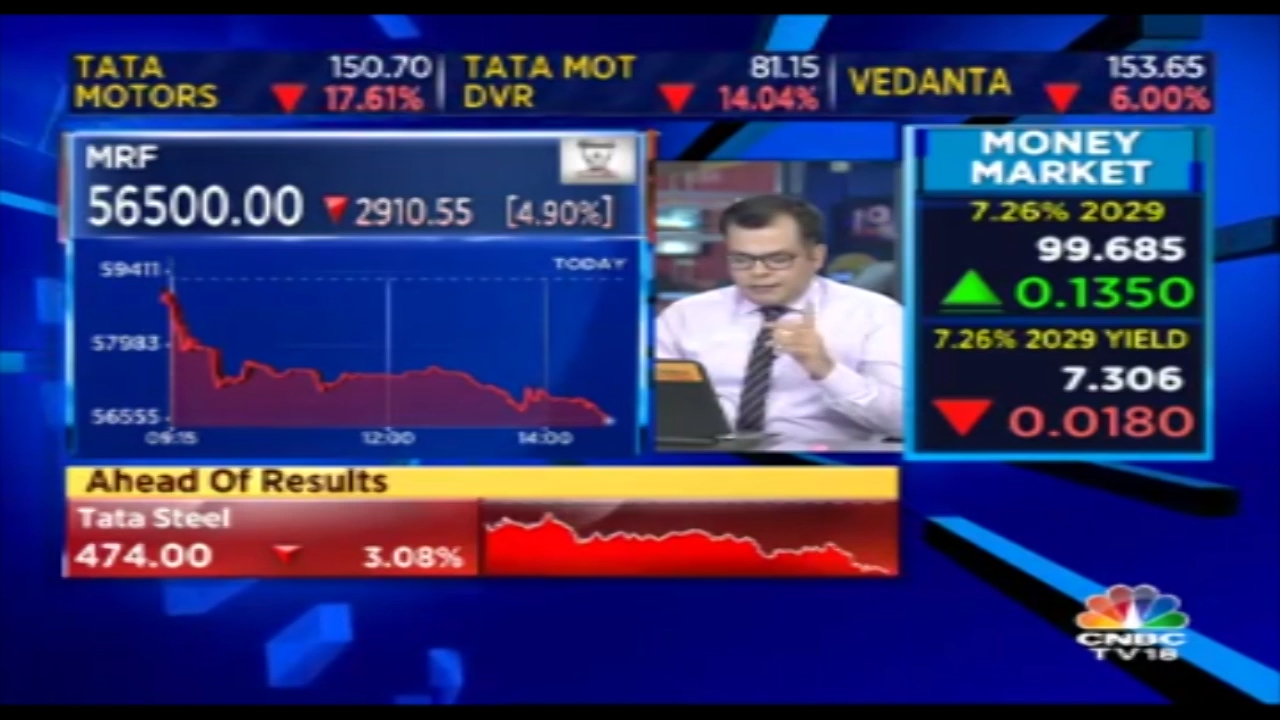 TATA MOTORS
150.70
17.61%
TATA MOT DVR
81.15
14.04%
VEDANTA
153.65
6.00%
MRF
56500.00 2910.55 [4.90%]
TODAY
59411
57983
56555
09:15 12:00 14:00
MONEY
MARKET
7.26% 2029
99.685
0.1350
7.26% 2029 YIELD
7.306
0.0180
Ahead Of Results
Tata Steel
474.00 3.08%
CNBC
TV18